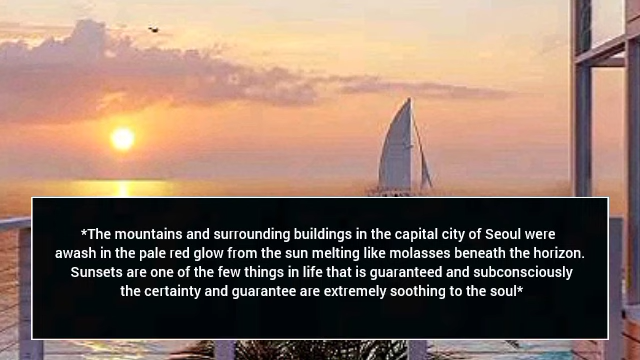 *The mountains and surrounding buildings in the capital city of Seoul were
awash in the pale red glow from the sun melting like molasses beneath the horizon.
Sunsets are one of the few things in life that is guaranteed and subconsciously
the certainty and guarantee are extremely soothing to the soul*